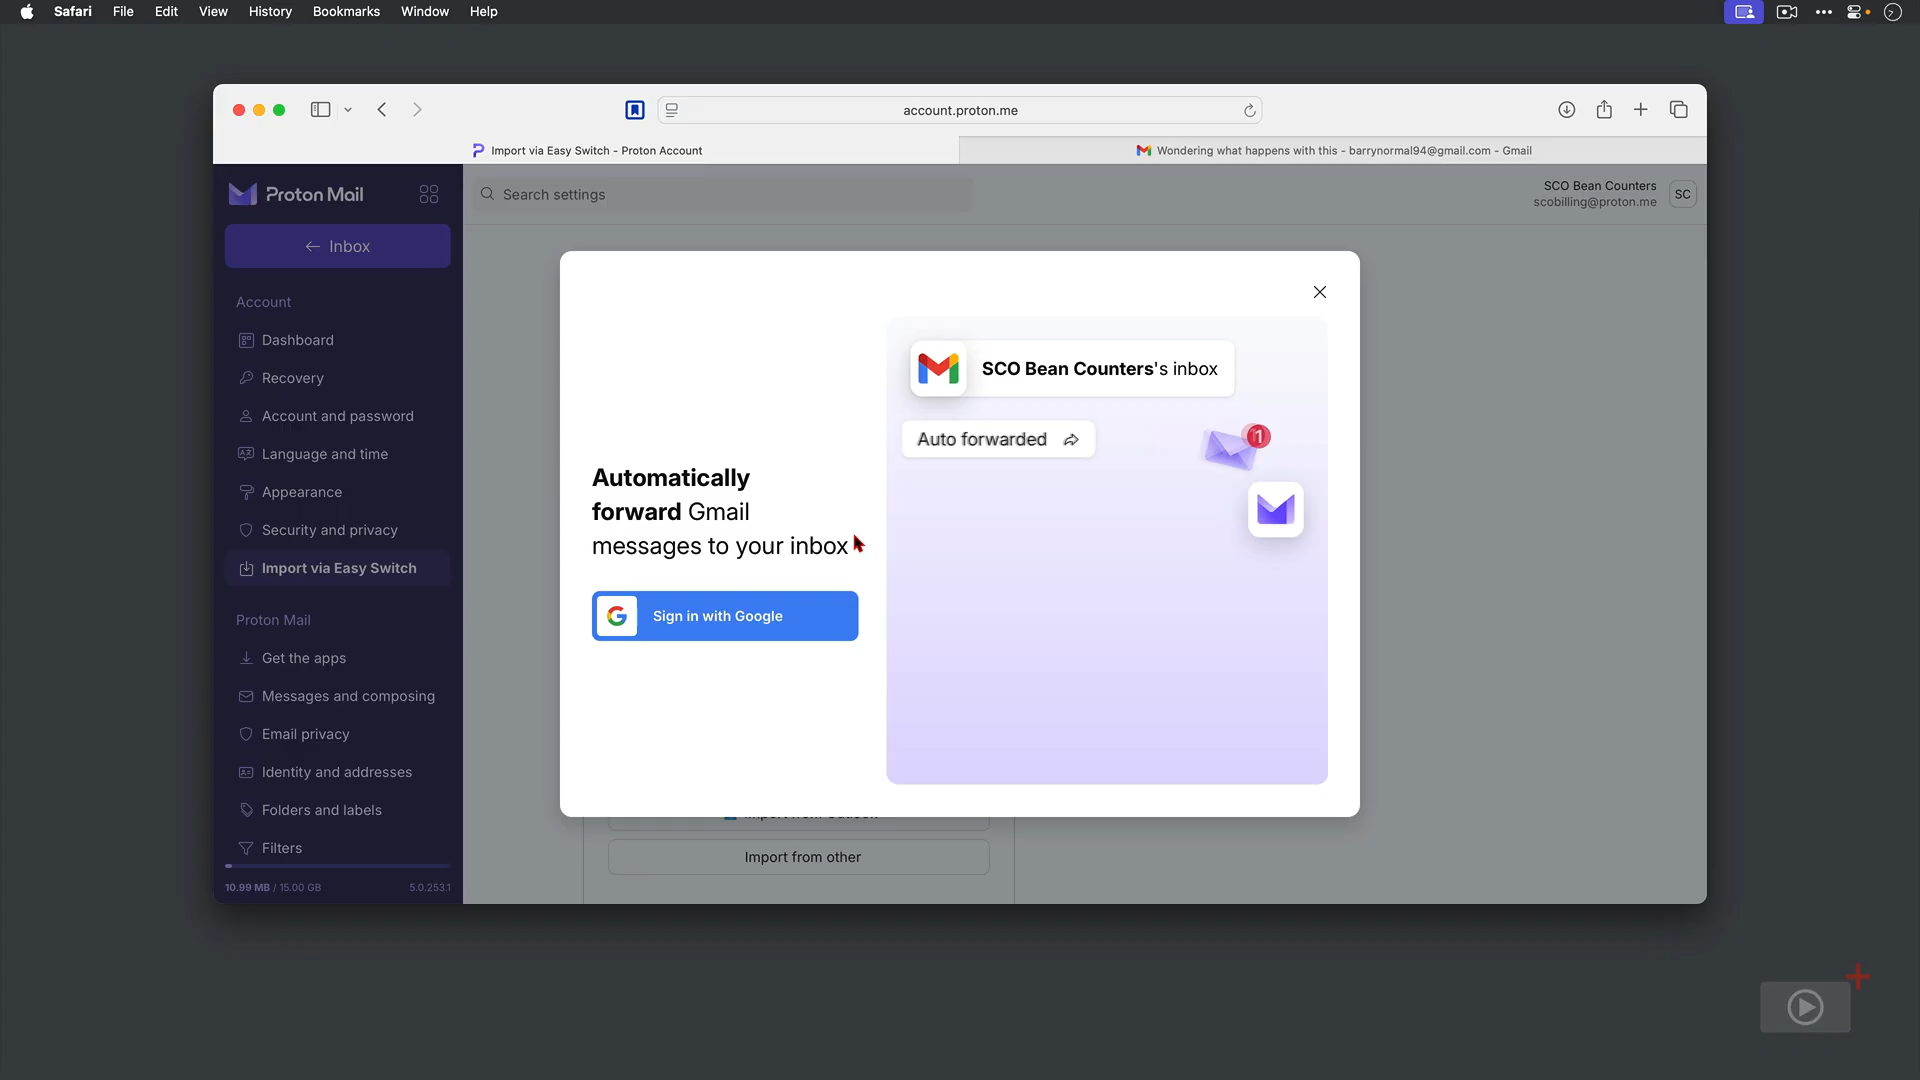 Safari File Edit View History Bookmarks Window Help
account.proton.me
Import via Easy Switch - Proton Account
Wondering what happens with this - barrynormal94@gmail.com - Gmail
Proton Mail
Search settings
SCO Bean Counters
scobilling@proton.me
SC
← Inbox
Account
Dashboard
Recovery
Account and password
Language and time
Appearance
Security and privacy
Import via Easy Switch
Proton Mail
Get the apps
Messages and composing
Email privacy
Identity and addresses
Folders and labels
Filters
10.99 MB / 15.00 GB
5.0.253.1
Automatically
forward Gmail
messages to your inbox
Sign in with Google
SCO Bean Counters's inbox
Auto forwarded
1
Import from other